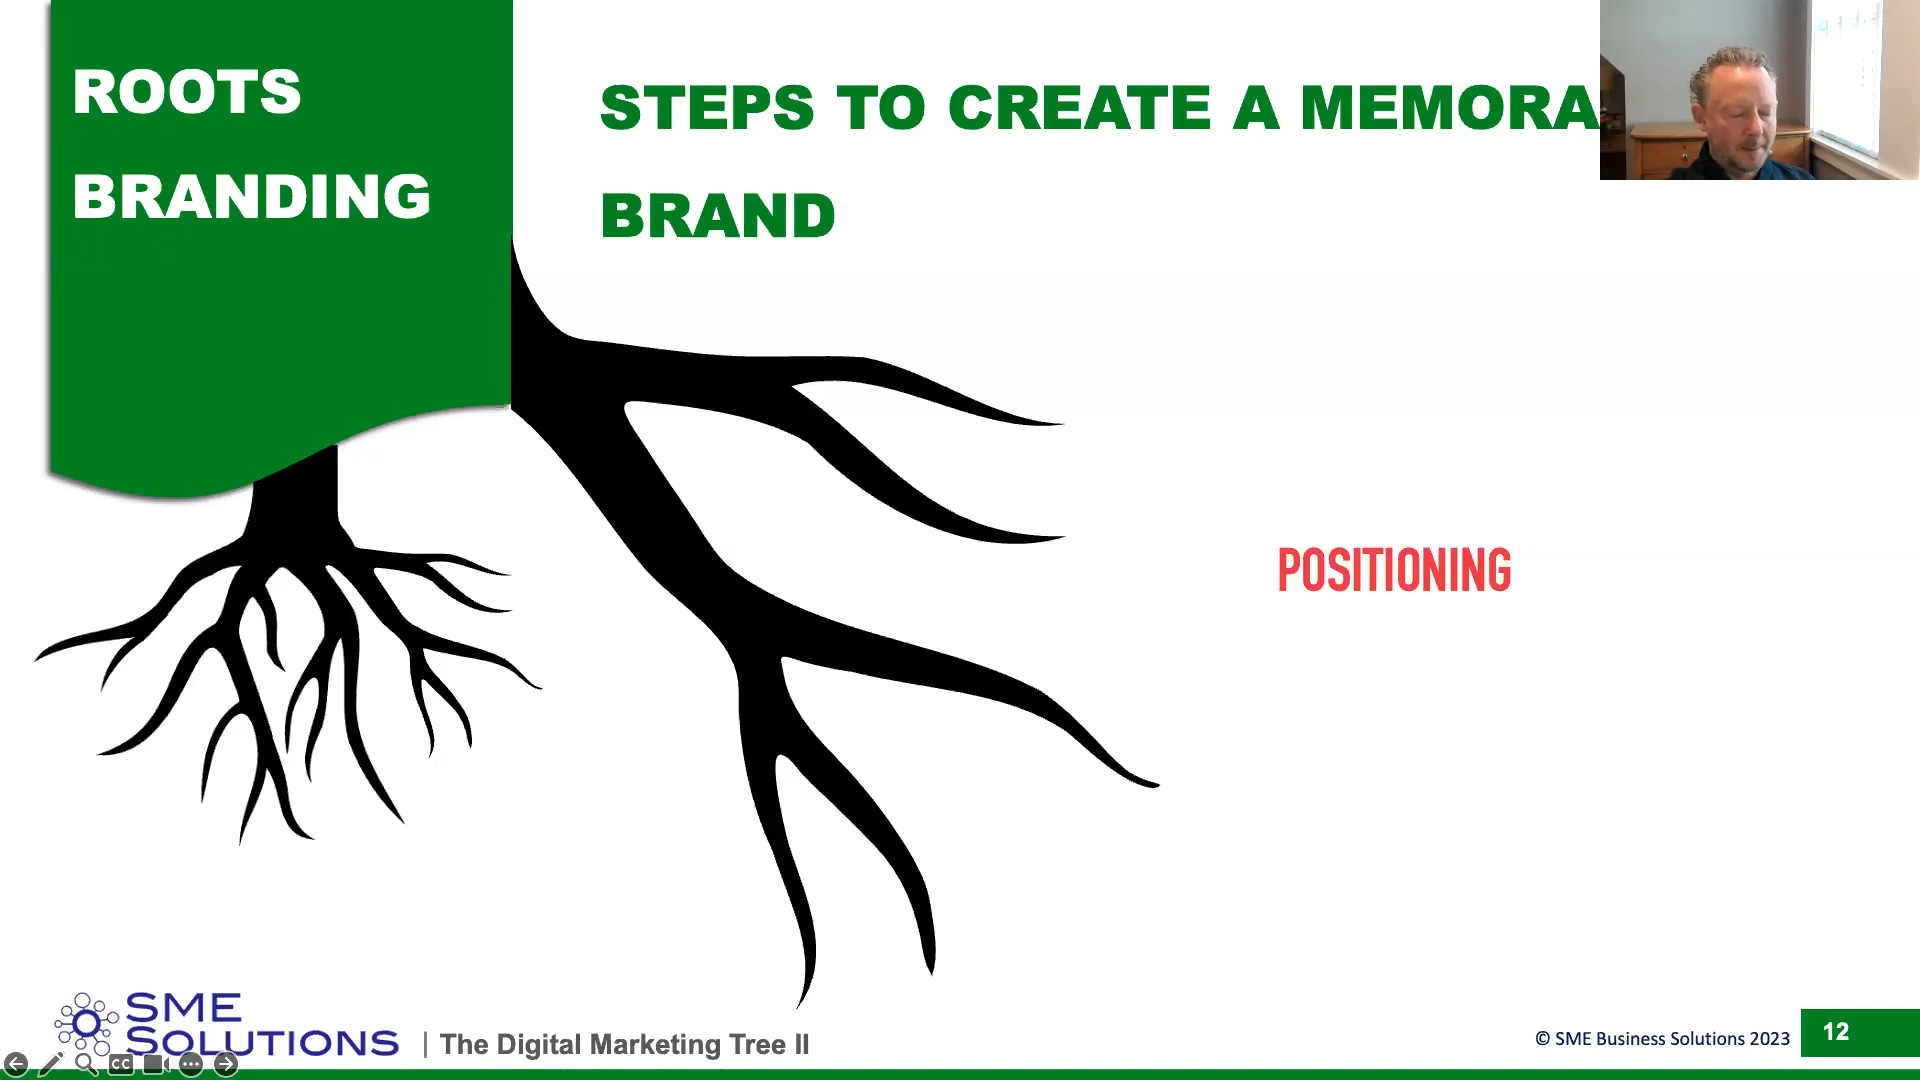 ROOTS
BRANDING
STEPS TO CREATE A MEMORA
BRAND
POSITIONING
SME
SOLUTIONS
| The Digital Marketing Tree II
© SME Business Solutions 2023
12
CC